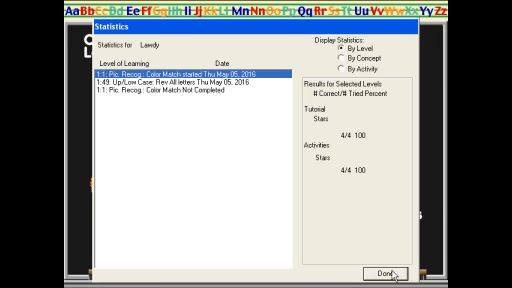 AaBbCcDdEeFfGgHhIiJjKkLlMmNnOoPpQqRrSsTtUuVvWwXxYyZz
Statistics
Statistics for Lawdy
Display Statistics:
By Level
By Concept
By Activity
Level of Learning Date
1:1: Pic. Recog.: Color Match started Thu May 05, 2016
1:49: Up/Low Case: Rev.All letters Thu May 05, 2016
1:1: Pic. Recog.: Color Match Not Completed
Results for Selected Levels
# Correct/# Tried Percent
Tutorial
Stars
4/4 100
Activities
Stars
4/4 100
Done